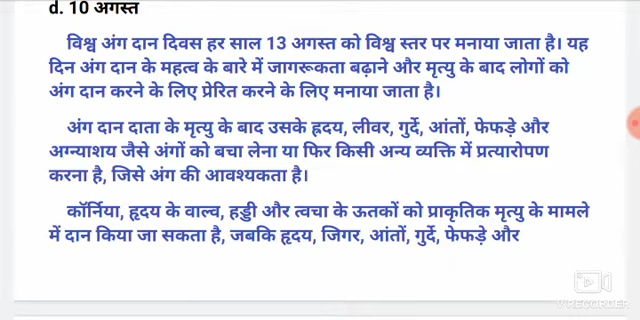 d. 10 अगस्त
विश्व अंग दान दिवस हर साल 13 अगस्त को विश्व स्तर पर मनाया जाता है। यह
दिन अंग दान के महत्व के बारे में जागरूकता बढ़ाने और मृत्यु के बाद लोगों को
अंग दान करने के लिए प्रेरित करने के लिए मनाया जाता है।
अंग दान दाता के मृत्यु के बाद उसके ह्रदय, लीवर, गुर्दे, आंतों, फेफड़े और
अग्न्याशय जैसे अंगों को बचा लेना या फिर किसी अन्य व्यक्ति में प्रत्यारोपण
करना है, जिसे अंग की आवश्यकता है।
कॉर्निया, हृदय के वाल्व, हड्डी और त्वचा के ऊतकों को प्राकृतिक मृत्यु के मामले
में दान किया जा सकता है, जबकि हृदय, जिगर, आंतों, गुर्दे, फेफड़े और
RECORDER